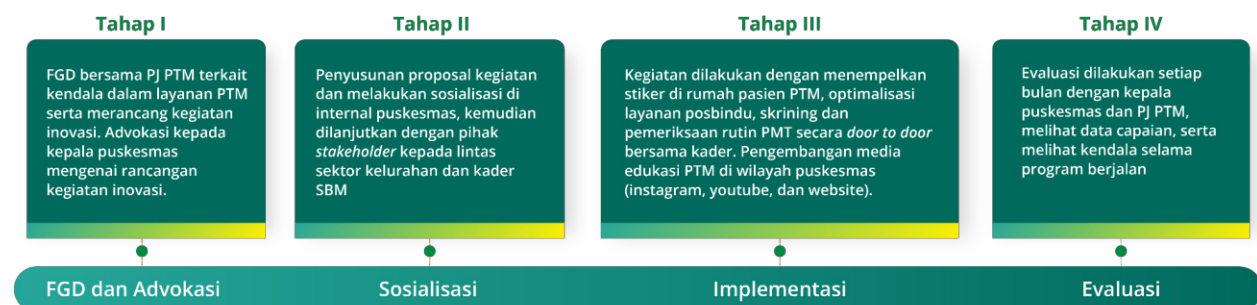 Tahap I
FGD bersama PJ PTM terkait
kendala dalam layanan PTM
serta merancang kegiatan
inovasi. Advokasi kepada
kepala puskesmas
mengenai rancangan
kegiatan inovasi.
FGD dan Advokasi
Tahap II
Penyusunan proposal kegiatan
dan melakukan sosialisasi di
internal puskesmas, kemudian
dilanjutkan dengan pihak
stakeholder kepada lintas
sektor kelurahan dan kader
SBM
Sosialisasi
Tahap III
Kegiatan dilakukan dengan menempelkan
stiker di rumah pasien PTM, optimalisasi
layanan posbindu, skrining dan
pemeriksaan rutin PMT secara door to door
bersama kader. Pengembangan media
edukasi PTM di wilayah puskesmas
(instagram, youtube, dan website).
Implementasi
Tahap IV
Evaluasi dilakukan setiap
bulan dengan kepala
puskesmas dan PJ PTM,
melihat data capaian, serta
melihat kendala selama
program berjalan
Evaluasi